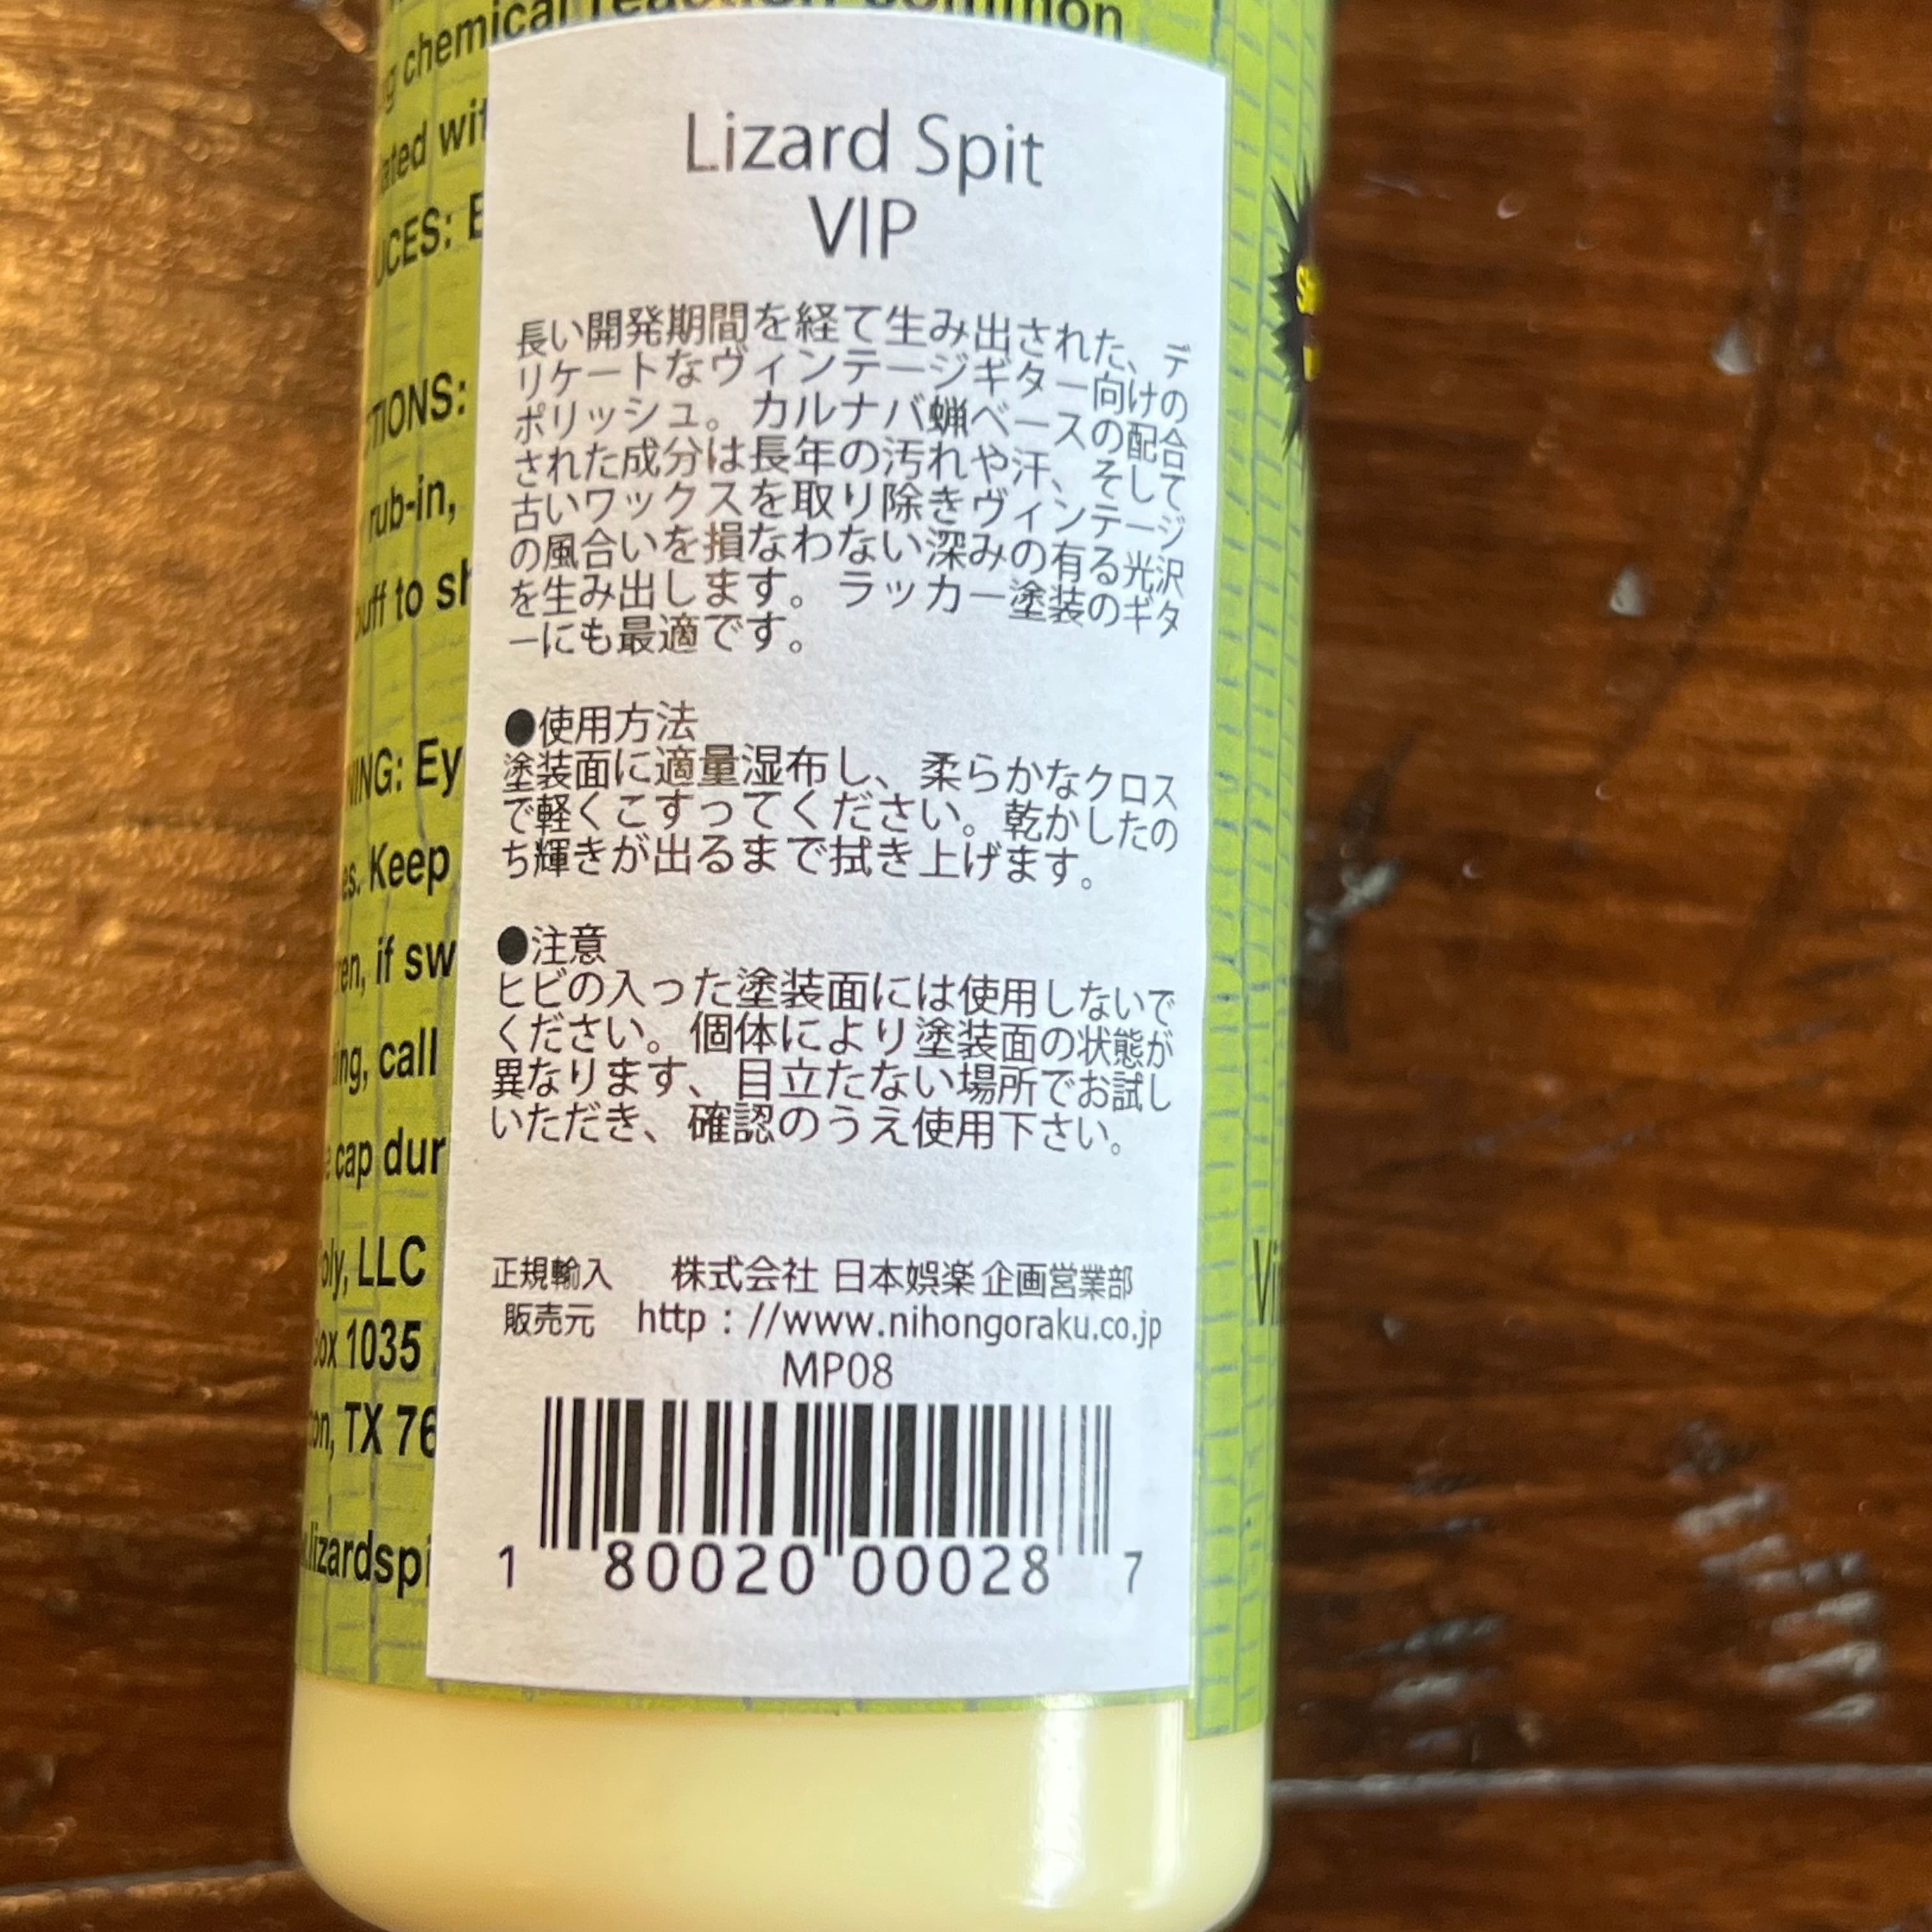 chemical reaction common
ated wit
UCES: E
CTIONS:
rub-in,
buff to sh
NING: Ey
es. Keep
ren, if sw
ing, call
cap dur
oly, LLC
Box 1035
ton, TX 76
lizardspi
Lizard Spit
VIP
長い開発期間を経て生み出された、デ
リケートなヴィンテージギター向けの
ポリッシュ。カルナバ蝋ベースの配合
された成分は長年の汚れや汗、そして
古いワックスを取り除きヴィンテージ
の風合いを損なわない深みの有る光沢
を生み出します。ラッカー塗装のギタ
ーにも最適です。
●使用方法
塗装面に適量湿布し、柔らかなクロス
で軽くこすってください。乾かしたの
ち輝きが出るまで拭き上げます。
●注意
ヒビの入った塗装面には使用しないで
ください。個体により塗装面の状態が
異なります、目立たない場所でお試し
いただき、確認のうえ使用下さい。
正規輸入 株式会社 日本娯楽 企画営業部
販売元 http : //www.nihongoraku.co.jp
MP08
1 80020 00028 7